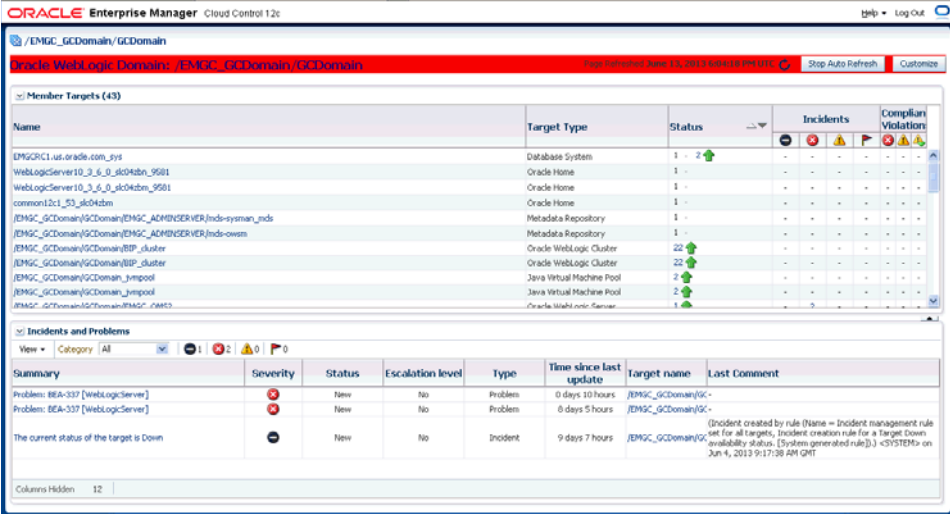 ORACLE Enterprise Manager Cloud Control 12c
Help Log Out
/EMGC_GCDomain/GCDomain
Oracle WebLogic Domain: /EMGC_GCDomain/GCDomain
Page Refreshed June 13, 2013 6:04:18 PM UTC
Stop Auto Refresh
Customize
Member Targets (43)
Name Target Type Status Incidents Complian Violation
EMGCRC1.us.oracle.com_sys Database System 1 - 2 - - - - - - -
WebLogicServer10_3_6_0_slc04zbn_9581 Oracle Home 1 - - - - - - - -
WebLogicServer10_3_6_0_slc04zbm_9581 Oracle Home 1 - - - - - - - -
common12c1_53_slc04zbm Oracle Home 1 - - - - - - - -
/EMGC_GCDomain/GCDomain/EMGC_ADMINSERVER/mds-sysman_mds Metadata Repository 1 - - - - - - - -
/EMGC_GCDomain/GCDomain/EMGC_ADMINSERVER/mds-owsm Metadata Repository 1 - - - - - - - -
/EMGC_GCDomain/GCDomain/BIP_cluster Oracle WebLogic Cluster 22 - - - - - - -
/EMGC_GCDomain/GCDomain/BIP_cluster Oracle WebLogic Cluster 22 - - - - - - -
/EMGC_GCDomain/GCDomain_jvmpool Java Virtual Machine Pool 2 - - - - - - -
/EMGC_GCDomain/GCDomain_jvmpool Java Virtual Machine Pool 2 - - - - - - -
/EMGC_GCDomain/GCDomain/EMGC_OMS2 Oracle WebLogic Server 1 - 2 - - - - -
Incidents and Problems
View Category All 1 2 0 0
Summary Severity Status Escalation level Type Time since last update Target name Last Comment
Problem: BEA-337 [WebLogicServer] New No Problem 0 days 10 hours /EMGC_GCDomain/GC -
Problem: BEA-337 [WebLogicServer] New No Problem 8 days 5 hours /EMGC_GCDomain/GC -
The current status of the target is Down New No Incident 9 days 7 hours /EMGC_GCDomain/GC
(Incident created by rule (Name = Incident management rule
set for all targets, Incident creation rule for a Target Down
availability status. [System generated rule]).) <SYSTEM> on
Jun 4, 2013 9:17:38 AM GMT
Columns Hidden 12